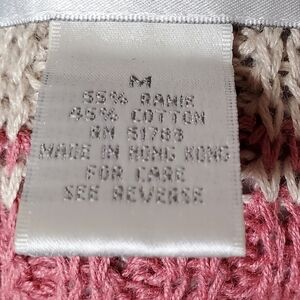 M
55% RAMIE
45% COTTON
RN 51783
MADE IN HONG KONG
FOR CARE
SEE REVERSE